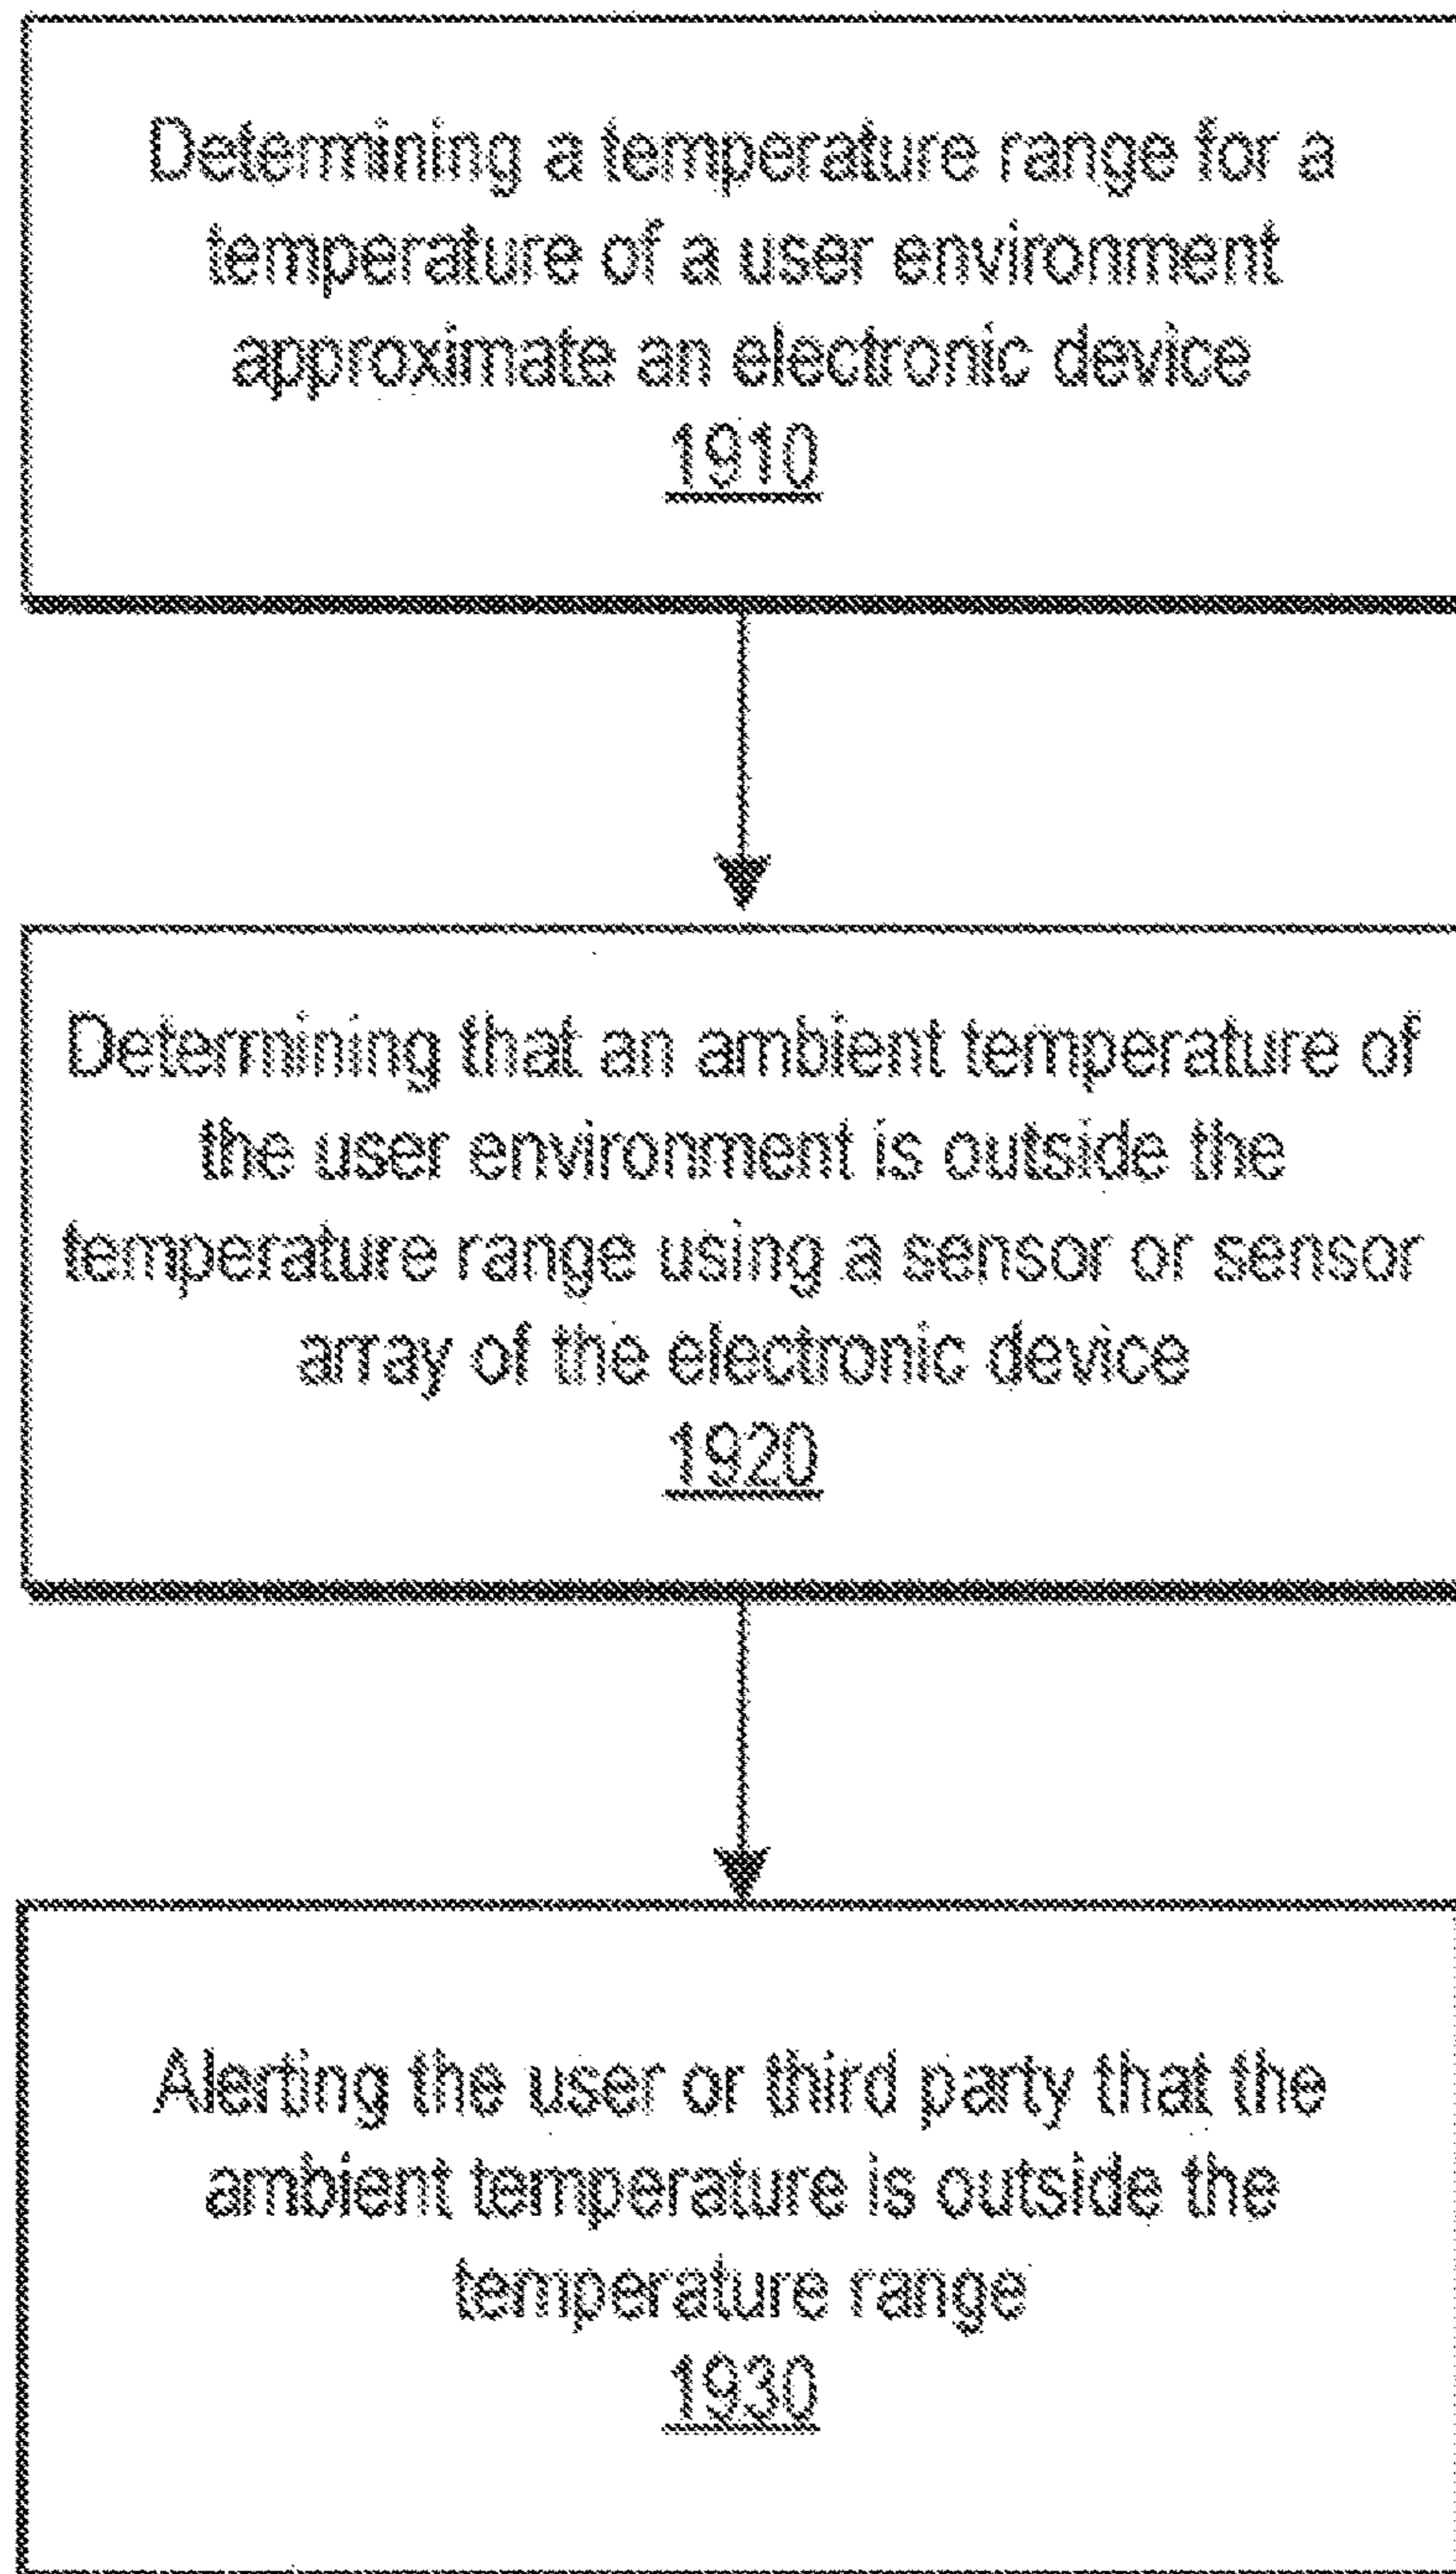 Determining a temperature range for a
temperature of a user environment
approximate an electronic device
1910
Determining that an ambient temperature of
the user environment is outside the
temperature range using a sensor or sensor
array of the electronic device
1920
Alerting the user or third party that the
ambient temperature is outside the
temperature range
1930